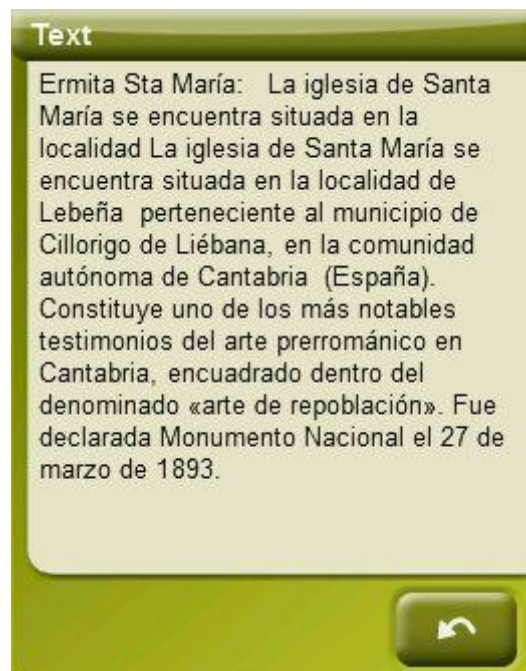 Text
Ermita Sta María:   La iglesia de Santa
María se encuentra situada en la
localidad La iglesia de Santa María se
encuentra situada en la localidad de
Lebeña  perteneciente al municipio de
Cillorigo de Liébana, en la comunidad
autónoma de Cantabria  (España).
Constituye uno de los más notables
testimonios del arte prerrománico en
Cantabria, encuadrado dentro del
denominado «arte de repoblación». Fue
declarada Monumento Nacional el 27 de
marzo de 1893.